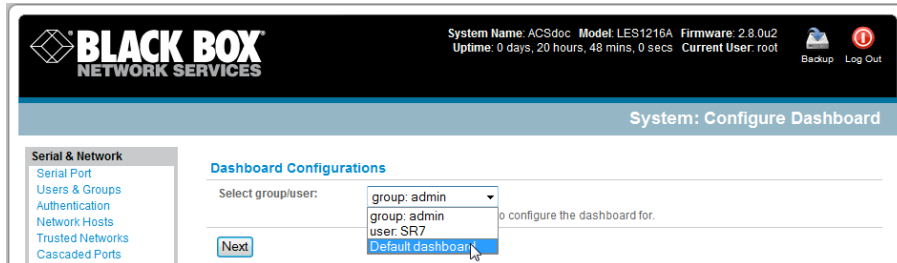 BLACK BOX
NETWORK SERVICES
System Name: ACSdoc Model: LES1216A Firmware: 2.8.0u2
Uptime: 0 days, 20 hours, 48 mins, 0 secs Current User: root
Backup Log Out
System: Configure Dashboard
Serial & Network
Serial Port
Users & Groups
Authentication
Network Hosts
Trusted Networks
Cascaded Ports
Dashboard Configurations
Select group/user:
group: admin
group: admin
user: SR7
Default dashboard
o configure the dashboard for.
Next